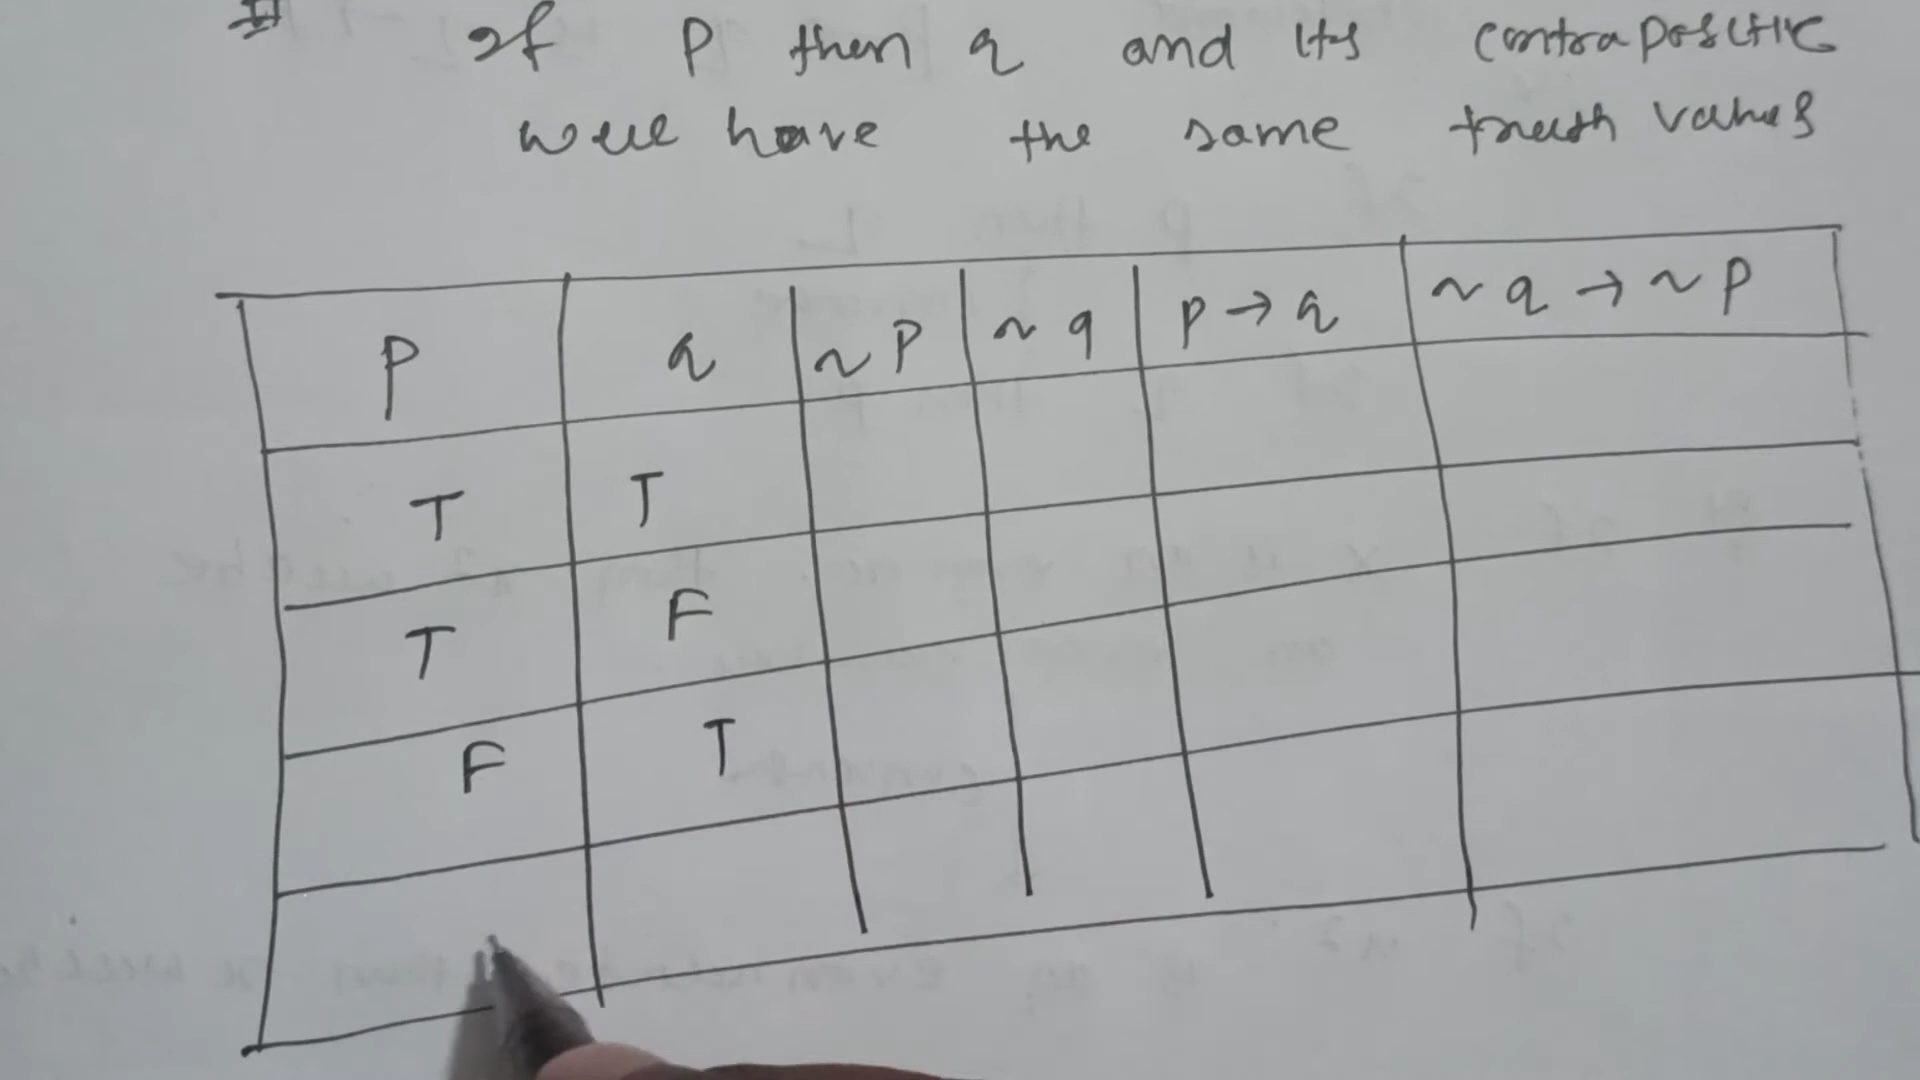 If p then q and its contrapositive
will have the same truth values
P q ~P ~q P → q ~q → ~P
T T
T F
F T